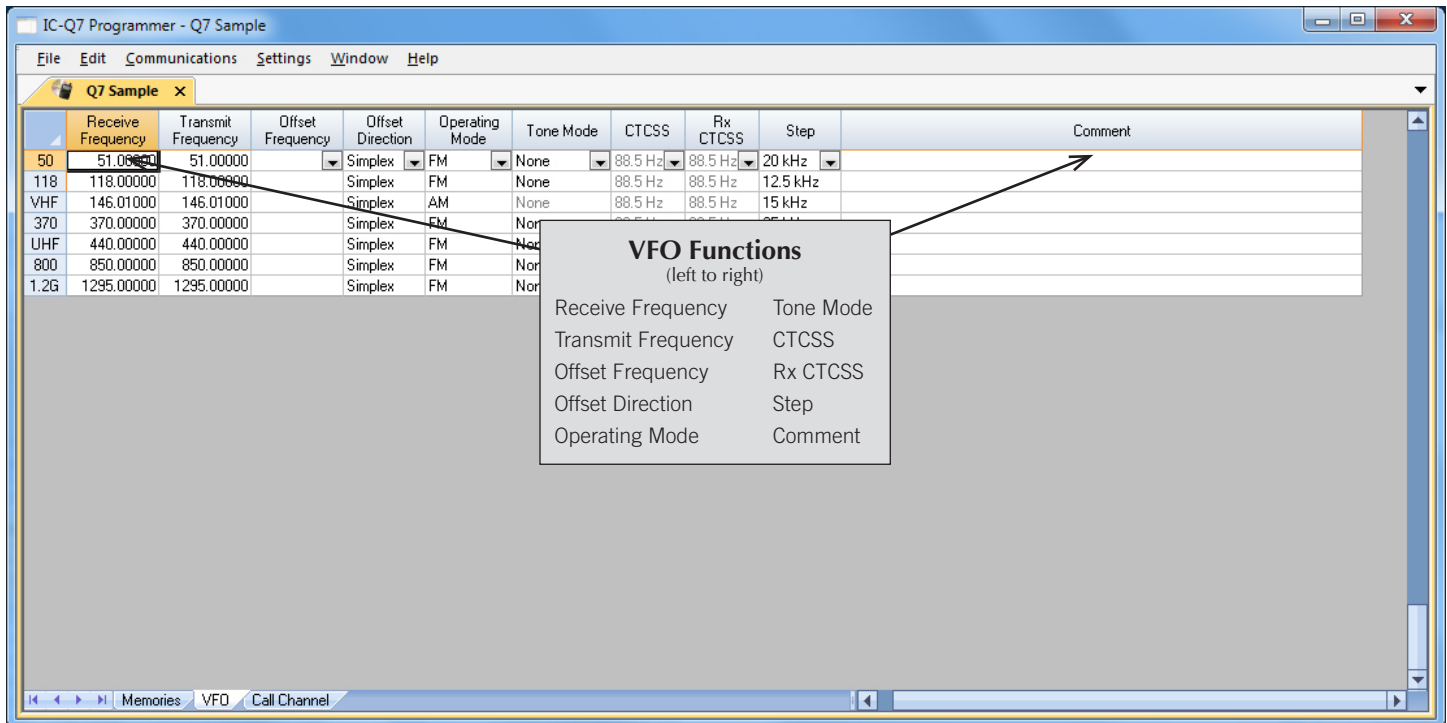 IC-Q7 Programmer - Q7 Sample
File Edit Communications Settings Window Help
Q7 Sample
Receive Frequency Transmit Frequency Offset Frequency Offset Direction Operating Mode Tone Mode CTCSS Rx CTCSS Step Comment
50 51.00000 51.00000 Simplex FM None 88.5 Hz 88.5 Hz 20 kHz
118 118.00000 118.00000 Simplex FM None 88.5 Hz 88.5 Hz 12.5 kHz
VHF 146.01000 146.01000 Simplex AM None 88.5 Hz 88.5 Hz 15 kHz
370 370.00000 370.00000 Simplex FM
UHF 440.00000 440.00000 Simplex FM
800 850.00000 850.00000 Simplex FM
1.2G 1295.00000 1295.00000 Simplex FM
VFO Functions
(left to right)
Receive Frequency Tone Mode
Transmit Frequency CTCSS
Offset Frequency Rx CTCSS
Offset Direction Step
Operating Mode Comment
Memories VFO Call Channel